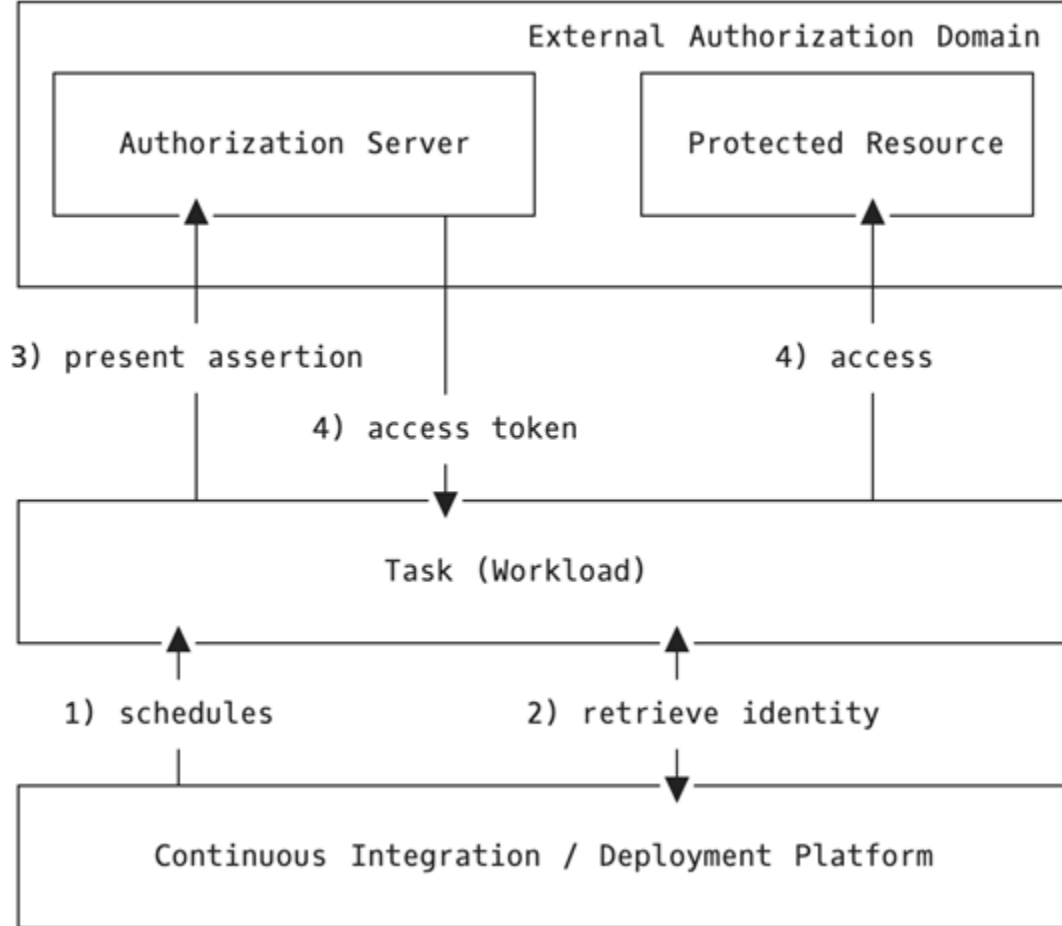 External Authorization Domain
Authorization Server
Protected Resource
3) present assertion
4) access
4) access token
Task (Workload)
1) schedules
2) retrieve identity
Continuous Integration / Deployment Platform